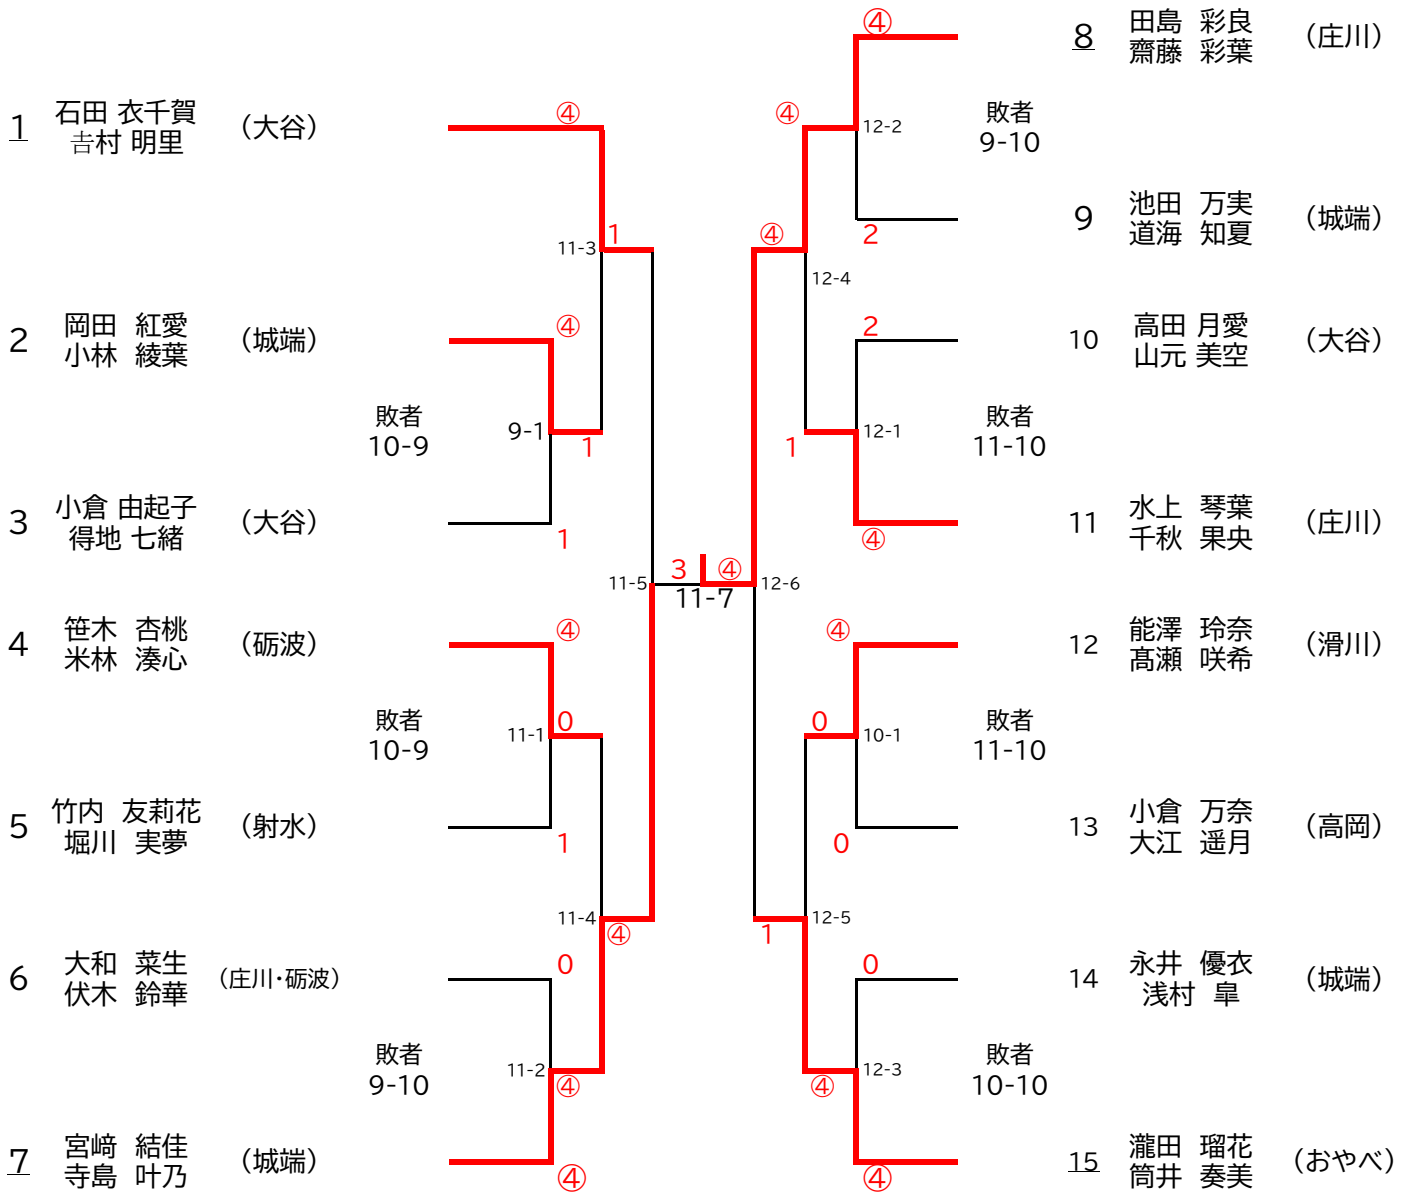 1
石田 衣千賀
𠮷村 明里
（大谷）
2
岡田 紅愛
小林 綾葉
（城端）
3
小倉 由起子
得地 七緒
（大谷）
4
笹木 杏桃
米林 湊心
（砺波）
5
竹内 友莉花
堀川 実夢
（射水）
6
大和 菜生
伏木 鈴華
（庄川・砺波）
7
宮﨑 結佳
寺島 叶乃
（城端）
敗者
10-9
敗者
10-9
敗者
9-10
④
11-3
1
④
9-1
1
1
11-5
④
11-1
0
1
11-4
④
0
11-2
④
④
3
④
11-7
④
④
12-2
④
2
12-4
2
1
12-1
④
12-6
④
0
10-1
0
1
12-5
0
④
12-3
④
敗者
9-10
敗者
11-10
敗者
11-10
敗者
10-10
8
田島 彩良
齋藤 彩葉
（庄川）
9
池田 万実
道海 知夏
（城端）
10
高田 月愛
山元 美空
（大谷）
11
水上 琴葉
千秋 果央
（庄川）
12
能澤 玲奈
髙瀬 咲希
（滑川）
13
小倉 万奈
大江 遥月
（高岡）
14
永井 優衣
浅村 皐
（城端）
15
瀧田 瑠花
筒井 奏美
（おやべ）